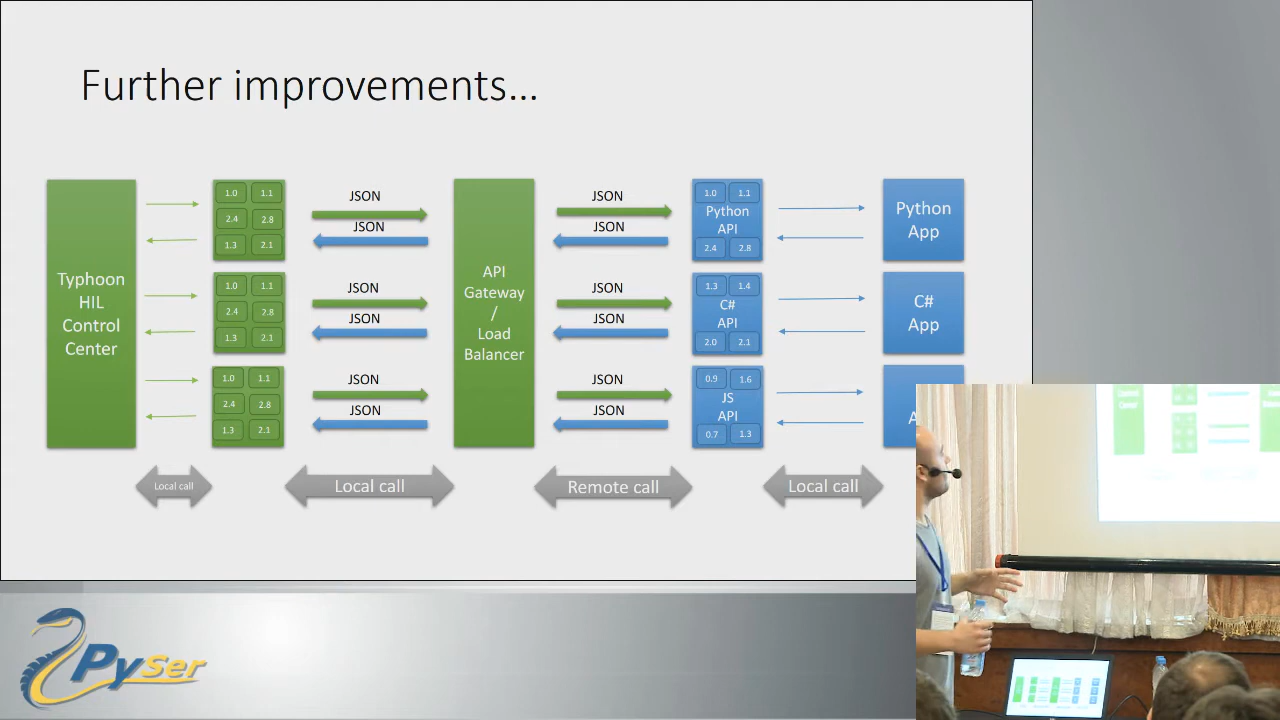 Further improvements...
Typhoon
HIL
Control
Center
1.0 1.1
2.4 2.8
1.3 2.1
1.0 1.1
2.4 2.8
1.3 2.1
1.0 1.1
2.4 2.8
1.3 2.1
JSON
JSON
JSON
JSON
JSON
JSON
API
Gateway
/
Load
Balancer
JSON
JSON
JSON
JSON
JSON
JSON
1.0 1.1
Python
API
2.4 2.8
1.3 1.4
C#
API
2.0 2.1
0.9 1.6
JS
API
0.7 1.3
Python
App
C#
App
Local call
Local call
Remote call
Local call
PySer